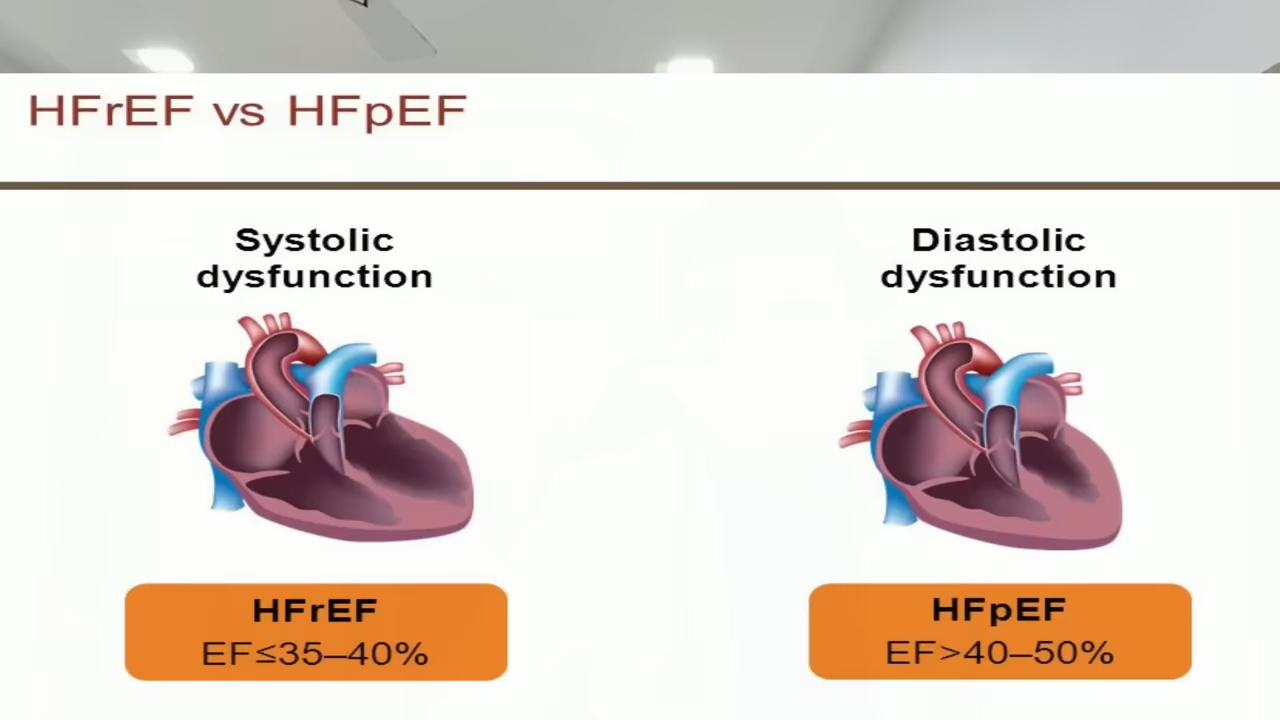 HFrEF vs HFpEF
Systolic
dysfunction
Diastolic
dysfunction
HFrEF
EF≤35–40%
HFpEF
EF>40–50%